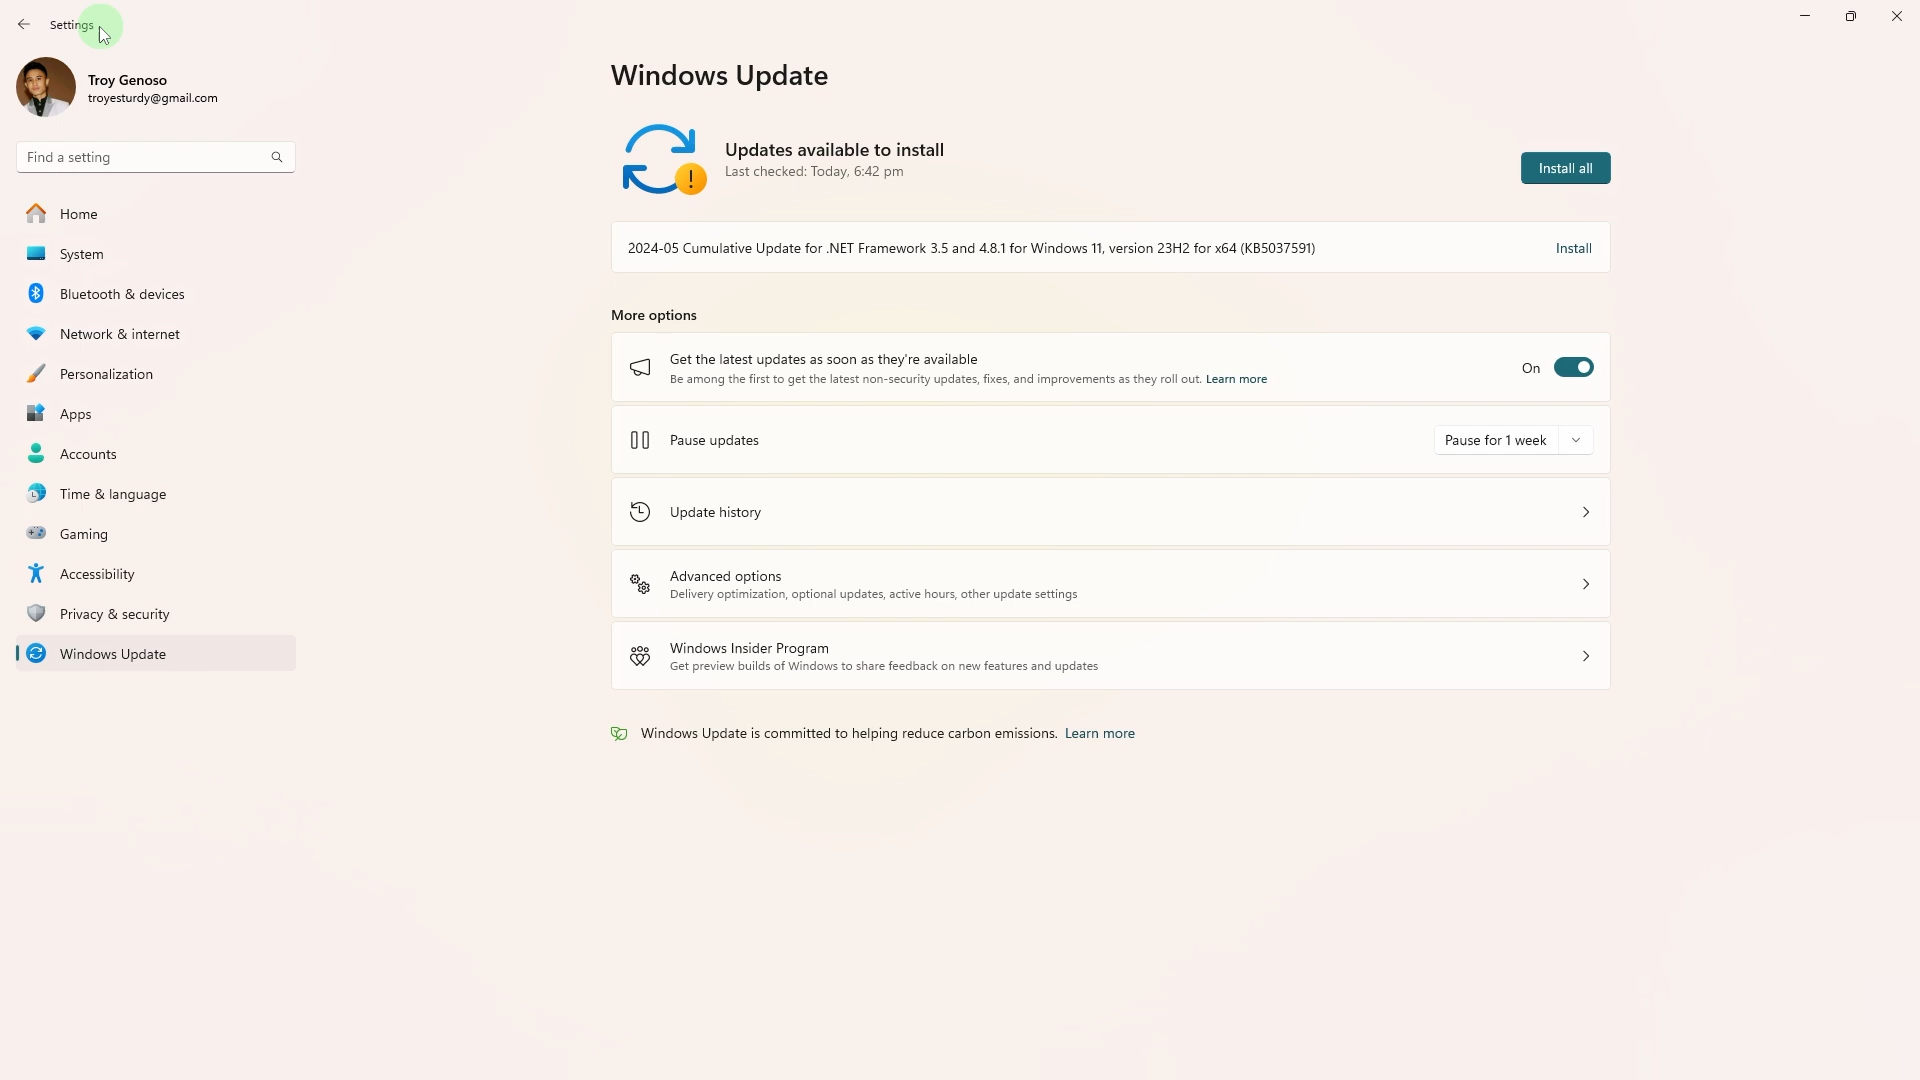 Settings
Troy Genoso
troyesturdy@gmail.com
Find a setting
Home
System
Bluetooth & devices
Network & internet
Personalization
Apps
Accounts
Time & language
Gaming
Accessibility
Privacy & security
Windows Update
Windows Update
Updates available to install
Last checked: Today, 6:42 pm
Install all
2024-05 Cumulative Update for .NET Framework 3.5 and 4.8.1 for Windows 11, version 23H2 for x64 (KB5037591) Install
More options
Get the latest updates as soon as they're available
Be among the first to get the latest non-security updates, fixes, and improvements as they roll out. Learn more
On
Pause updates Pause for 1 week
Update history
Advanced options
Delivery optimization, optional updates, active hours, other update settings
Windows Insider Program
Get preview builds of Windows to share feedback on new features and updates
Windows Update is committed to helping reduce carbon emissions. Learn more